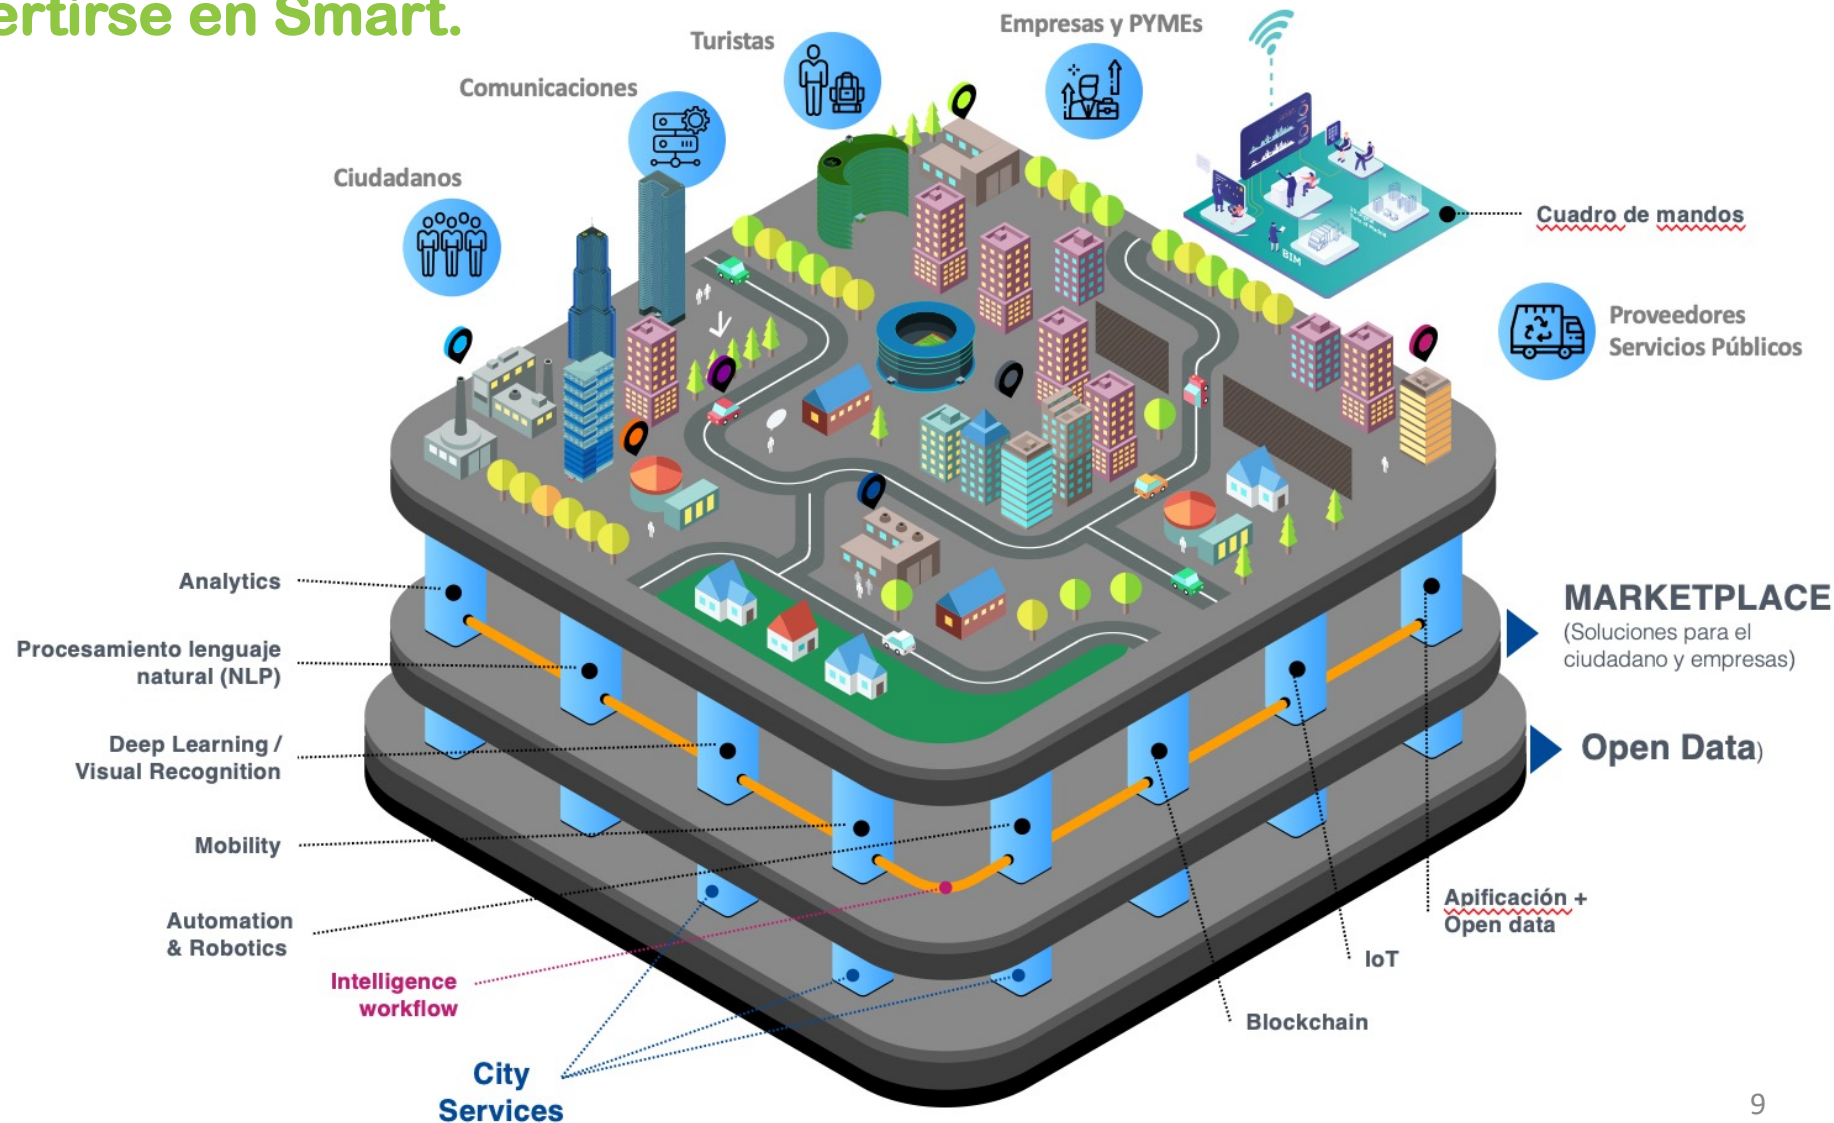 ertirse en Smart.
Empresas y PYMEs
Turistas
Comunicaciones
Ciudadanos
Cuadro de mandos
BIM
Proveedores
Servicios Públicos
Analytics
Procesamiento lenguaje
natural (NLP)
Deep Learning /
Visual Recognition
Mobility
Automation
& Robotics
Intelligence
workflow
City
Services
MARKETPLACE
(Soluciones para el
ciudadano y empresas)
Open Data)
Apificación +
Open data
IoT
Blockchain
9